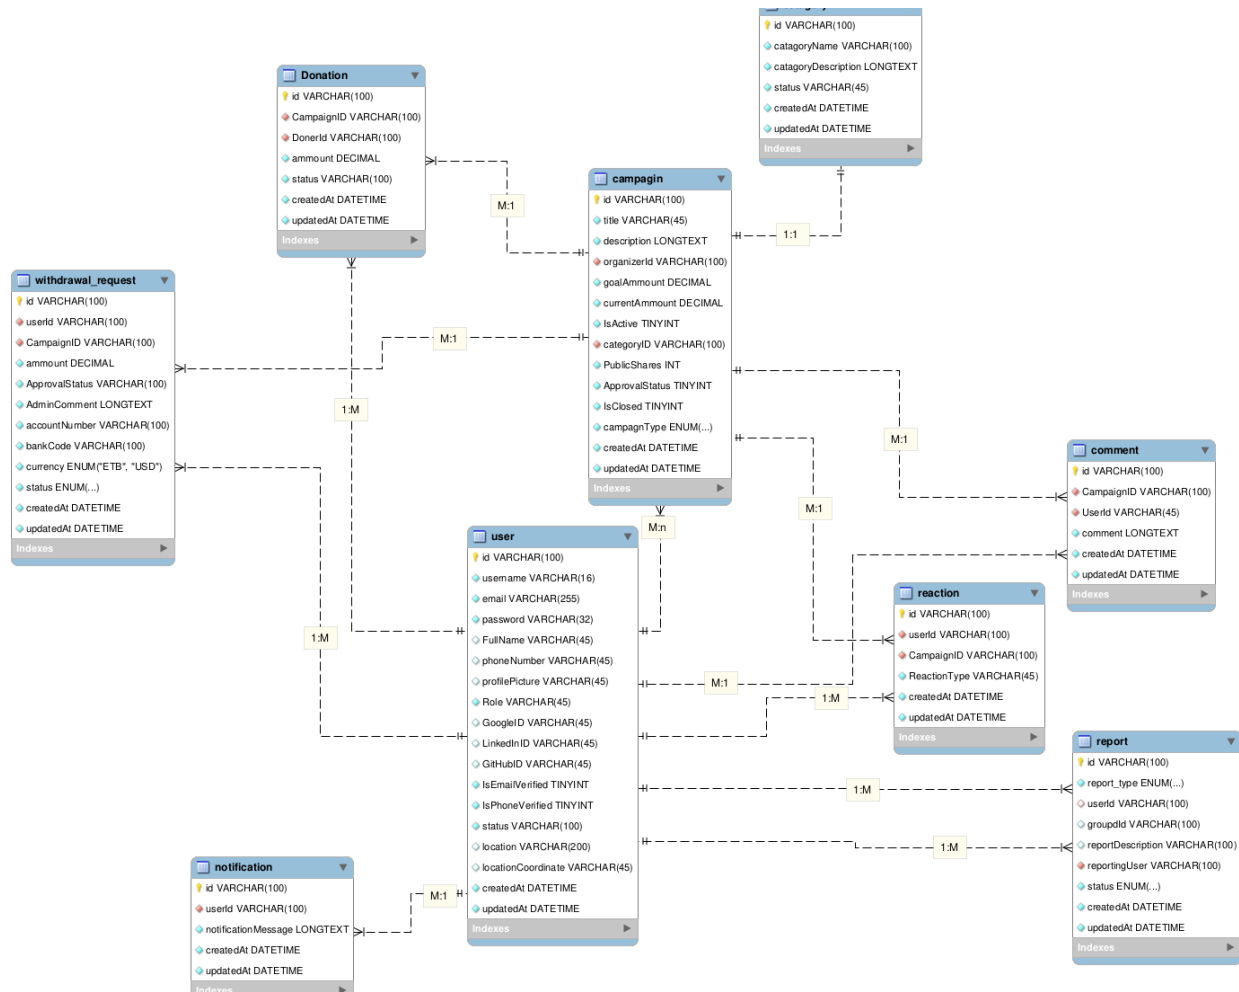 id VARCHAR(100)
catagoryName VARCHAR(100)
catagoryDescription LONGTEXT
status VARCHAR(45)
createdAt DATETIME
updatedAt DATETIME
Indexes
Donation
id VARCHAR(100)
CampaignID VARCHAR(100)
DonerId VARCHAR(100)
ammount DECIMAL
status VARCHAR(100)
createdAt DATETIME
updatedAt DATETIME
Indexes
M:1
campagin
id VARCHAR(100)
title VARCHAR(45)
description LONGTEXT
organizerId VARCHAR(100)
goalAmmount DECIMAL
currentAmmount DECIMAL
IsActive TINYINT
categoryID VARCHAR(100)
PublicShares INT
ApprovalStatus TINYINT
IsClosed TINYINT
campagnType ENUM(...)
createdAt DATETIME
updatedAt DATETIME
Indexes
1:1
withdrawal_request
id VARCHAR(100)
userId VARCHAR(100)
CampaignID VARCHAR(100)
ammount DECIMAL
ApprovalStatus VARCHAR(100)
AdminComment LONGTEXT
accountNumber VARCHAR(100)
bankCode VARCHAR(100)
currency ENUM("ETB", "USD")
status ENUM(...)
createdAt DATETIME
updatedAt DATETIME
Indexes
M:1
1:M
M:1
M:1
M:n
1:M
comment
id VARCHAR(100)
CampaignID VARCHAR(100)
UserId VARCHAR(45)
comment LONGTEXT
createdAt DATETIME
updatedAt DATETIME
Indexes
user
id VARCHAR(100)
username VARCHAR(16)
email VARCHAR(255)
password VARCHAR(32)
FullName VARCHAR(45)
phoneNumber VARCHAR(45)
profilePicture VARCHAR(45)
Role VARCHAR(45)
GoogleID VARCHAR(45)
LinkedInID VARCHAR(45)
GitHubID VARCHAR(45)
IsEmailVerified TINYINT
IsPhoneVerified TINYINT
status VARCHAR(100)
location VARCHAR(200)
locationCoordinate VARCHAR(45)
createdAt DATETIME
updatedAt DATETIME
Indexes
reaction
id VARCHAR(100)
userId VARCHAR(100)
CampaignID VARCHAR(100)
ReactionType VARCHAR(45)
createdAt DATETIME
updatedAt DATETIME
Indexes
M:1
1:M
1:M
1:M
report
id VARCHAR(100)
report_type ENUM(...)
userId VARCHAR(100)
groupdId VARCHAR(100)
reportDescription VARCHAR(100)
reportingUser VARCHAR(100)
status ENUM(...)
createdAt DATETIME
updatedAt DATETIME
Indexes
notification
id VARCHAR(100)
userId VARCHAR(100)
notificationMessage LONGTEXT
createdAt DATETIME
updatedAt DATETIME
Indexes
M:1